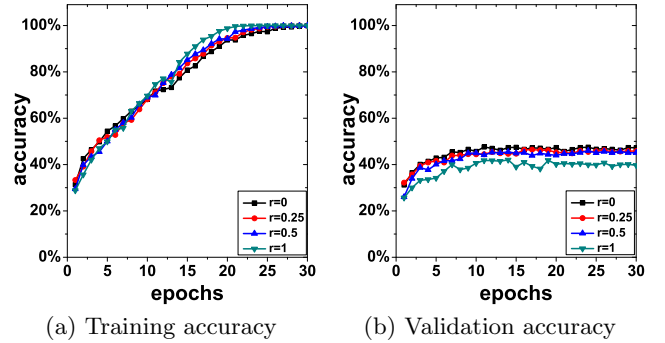 accuracy
100%
80%
60%
40%
20%
0%
0 5 10 15 20 25 30
epochs
r=0
r=0.25
r=0.5
r=1
(a) Training accuracy
accuracy
100%
80%
60%
40%
20%
0%
0 5 10 15 20 25 30
epochs
r=0
r=0.25
r=0.5
r=1
(b) Validation accuracy